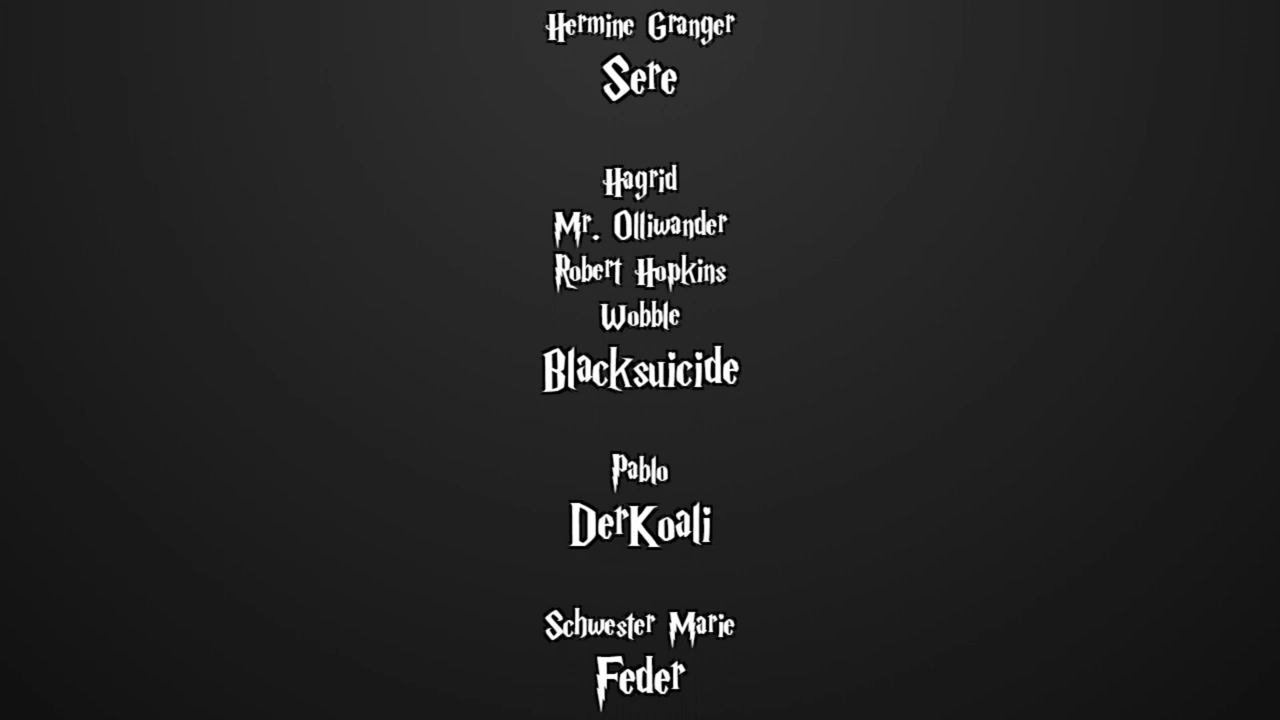 Hermine Granger
Sere
Hagrid
Mr. Olliwander
Robert Hopkins
Wobble
Blacksuicide
Pablo
DerKoali
Schwester Marie
Feder